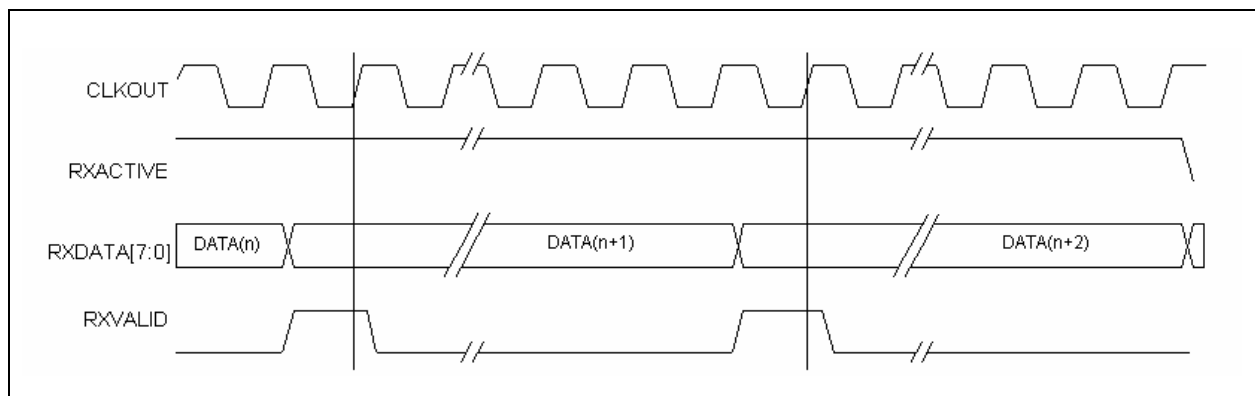 CLKOUT
RXACTIVE
RXDATA[7:0]
DATA(n)
DATA(n+1)
DATA(n+2)
RXVALID